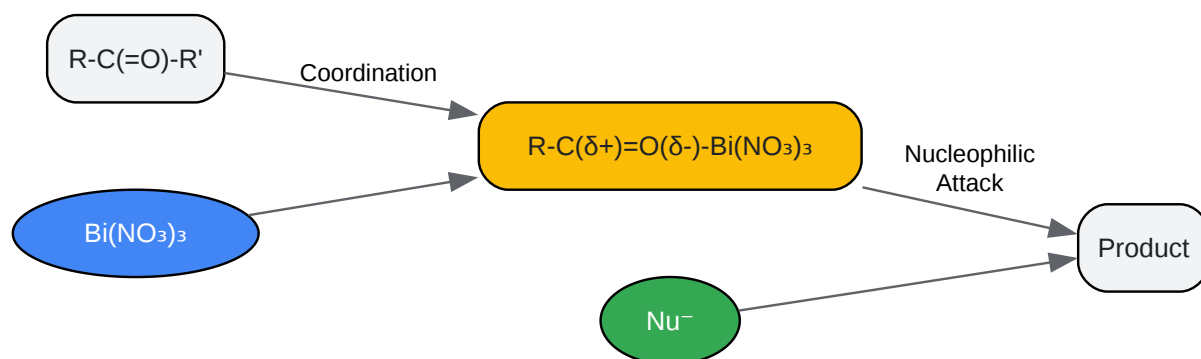 R-C(=O)-R'
Coordination
Bi(NO₃)₃
R-C(δ+)=O(δ-)-Bi(NO₃)₃
Nucleophilic
Attack
Product
Nu⁻